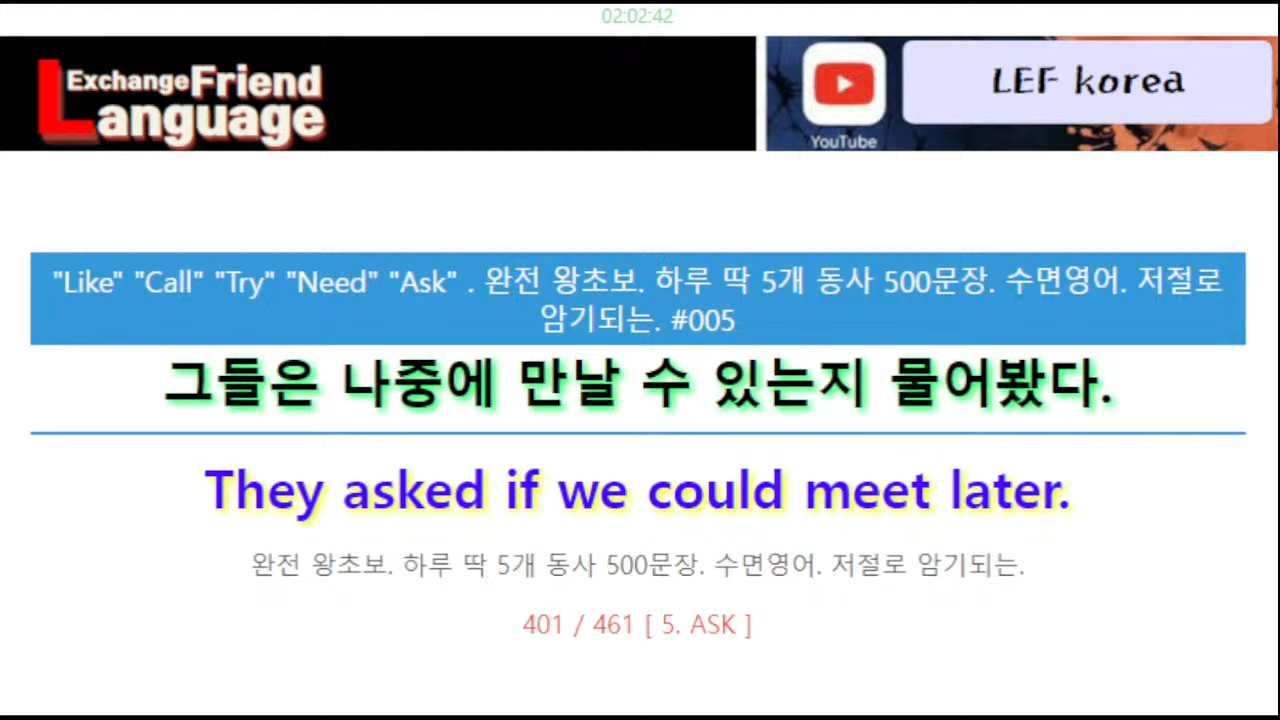 02:02:42
ExchangeFriend
Language
LEF korea
YouTube
"Like" "Call" "Try" "Need" "Ask" . 완전 왕초보. 하루 딱 5개 동사 500문장. 수면영어. 저절로
암기되는. #005
그들은 나중에 만날 수 있는지 물어봤다.
They asked if we could meet later.
완전 왕초보. 하루 딱 5개 동사 500문장. 수면영어. 저절로 암기되는.
401 / 461 [ 5. ASK ]